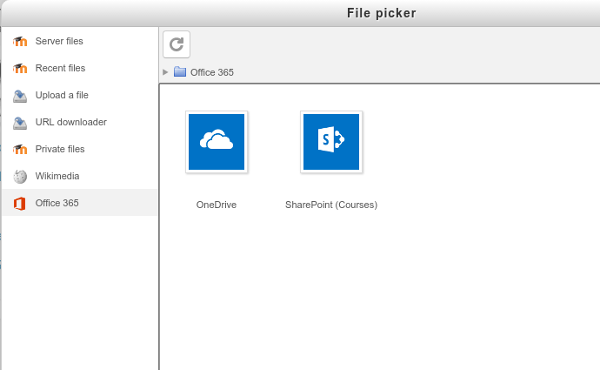 File picker
Server files
Recent files
Upload a file
URL downloader
Private files
Wikimedia
Office 365
Office 365
S
OneDrive
SharePoint (Courses)